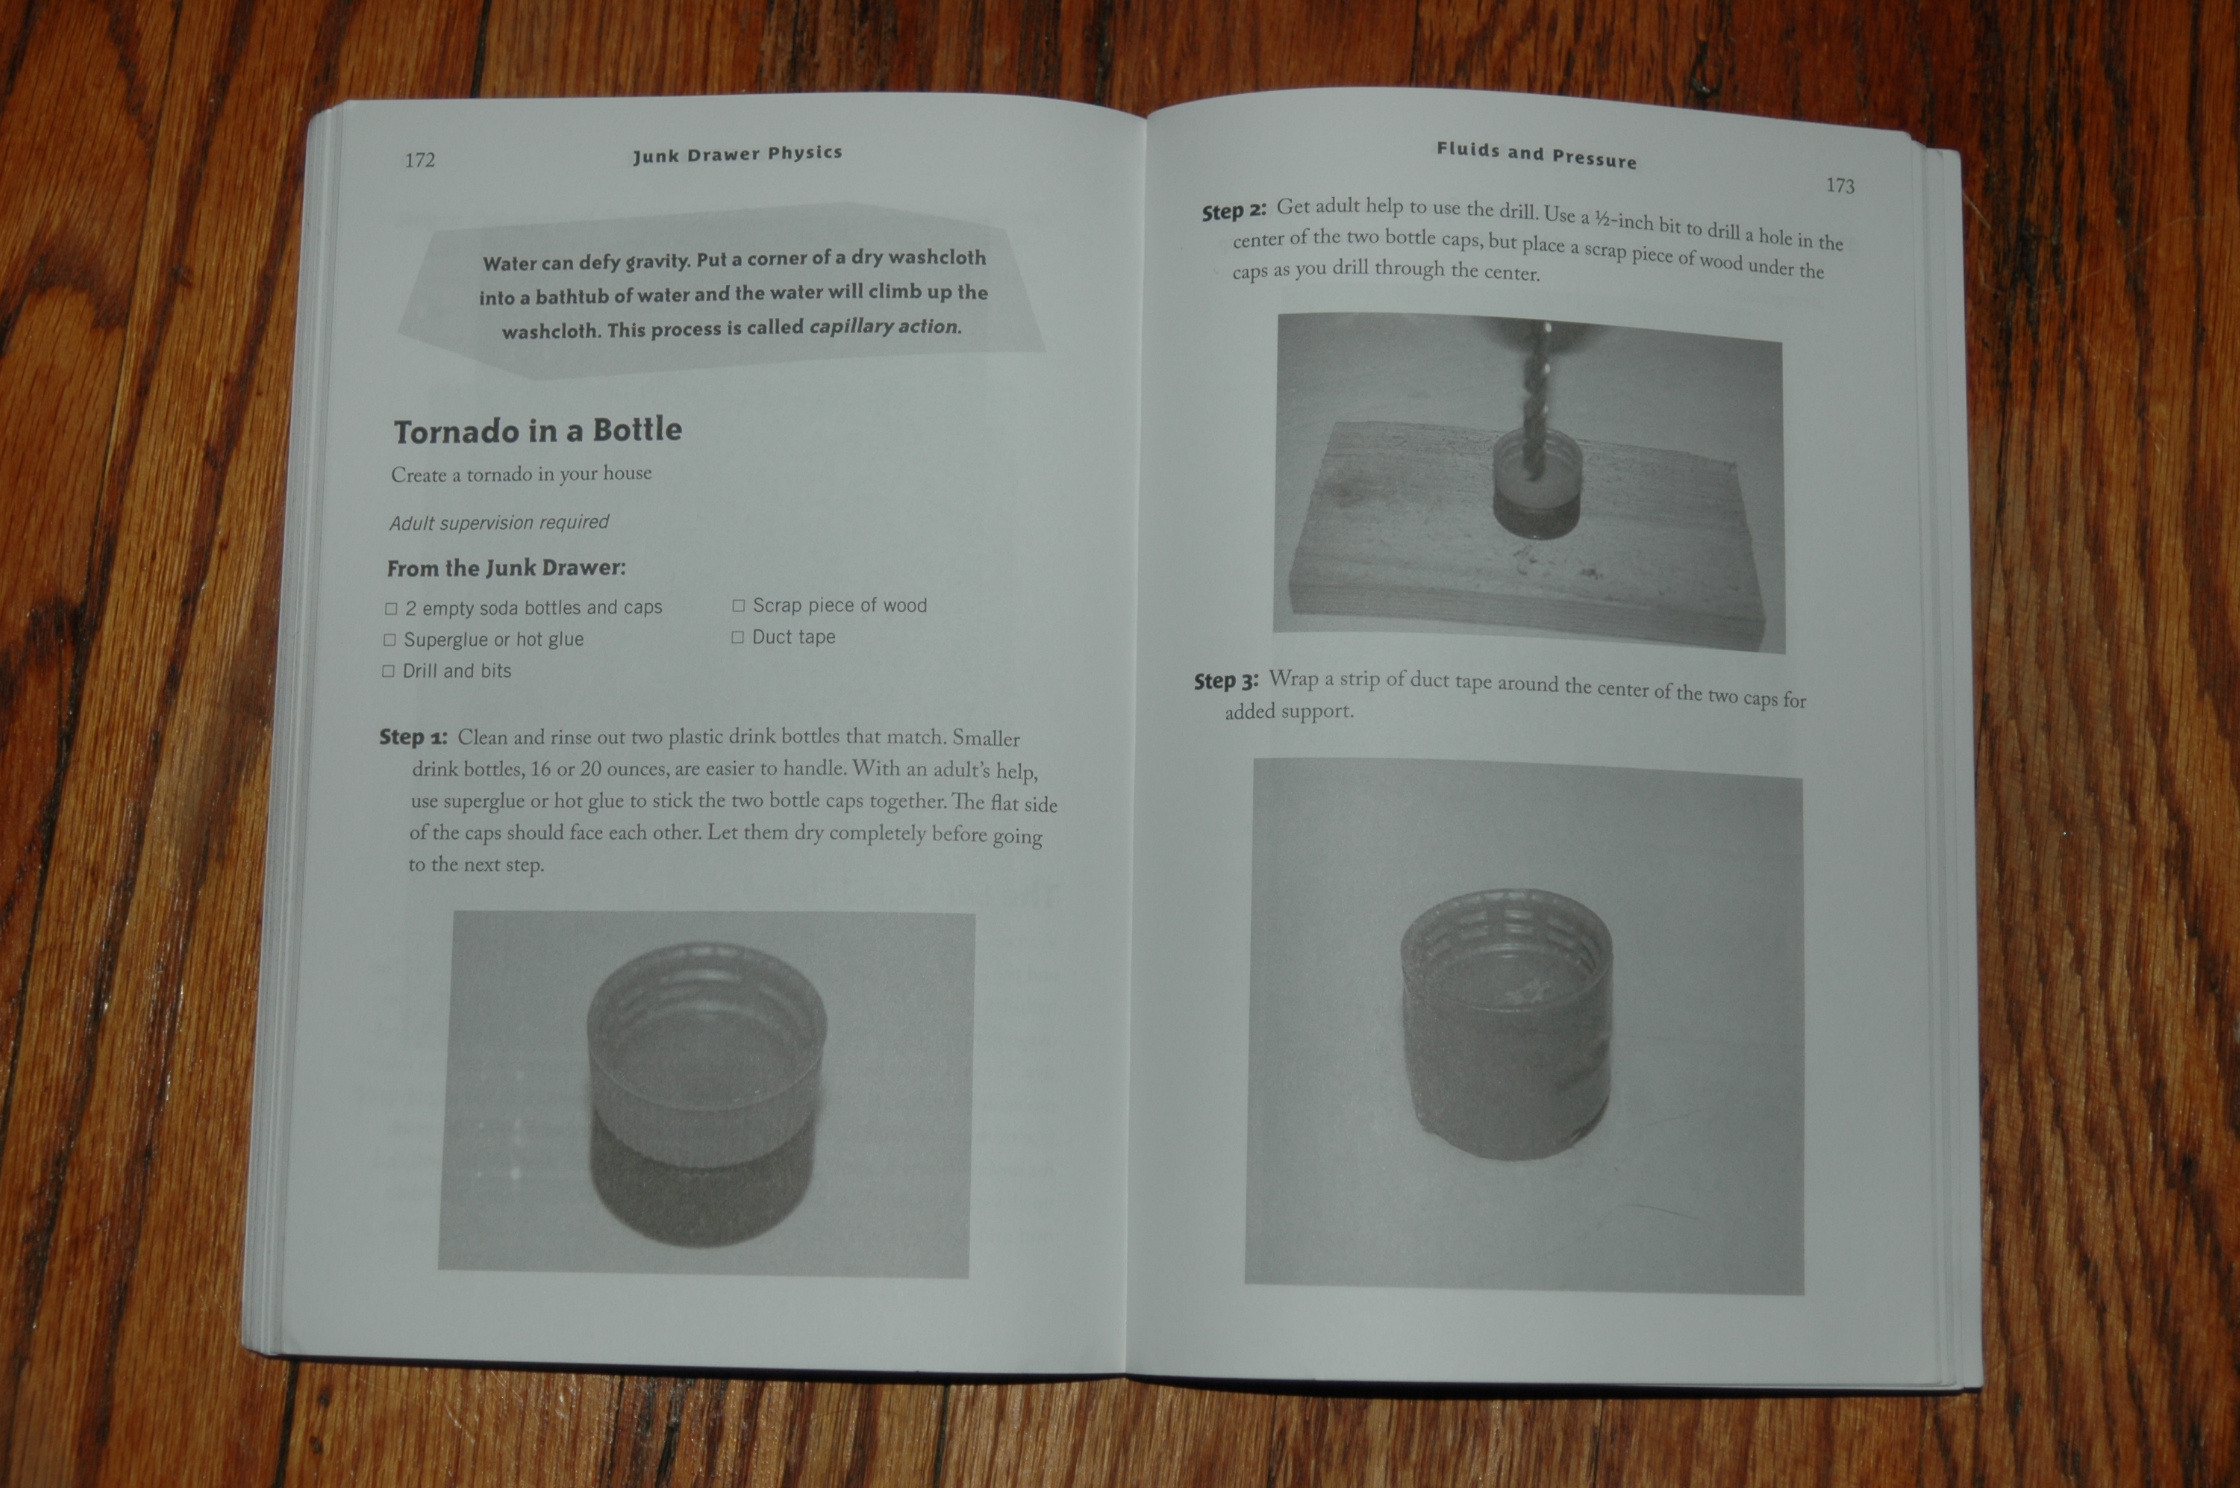 172
Junk Drawer Physics
Water can defy gravity. Put a corner of a dry washcloth
into a bathtub of water and the water will climb up the
washcloth. This process is called capillary action.
Tornado in a Bottle
Create a tornado in your house
Adult supervision required
From the Junk Drawer:
☐ 2 empty soda bottles and caps
☐ Superglue or hot glue
☐ Drill and bits
☐ Scrap piece of wood
☐ Duct tape
Step 1: Clean and rinse out two plastic drink bottles that match. Smaller
drink bottles, 16 or 20 ounces, are easier to handle. With an adult's help,
use superglue or hot glue to stick the two bottle caps together. The flat side
of the caps should face each other. Let them dry completely before going
to the next step.
Fluids and Pressure
173
Step 2: Get adult help to use the drill. Use a ½-inch bit to drill a hole in the
center of the two bottle caps, but place a scrap piece of wood under the
caps as you drill through the center.
Step 3: Wrap a strip of duct tape around the center of the two caps for
added support.